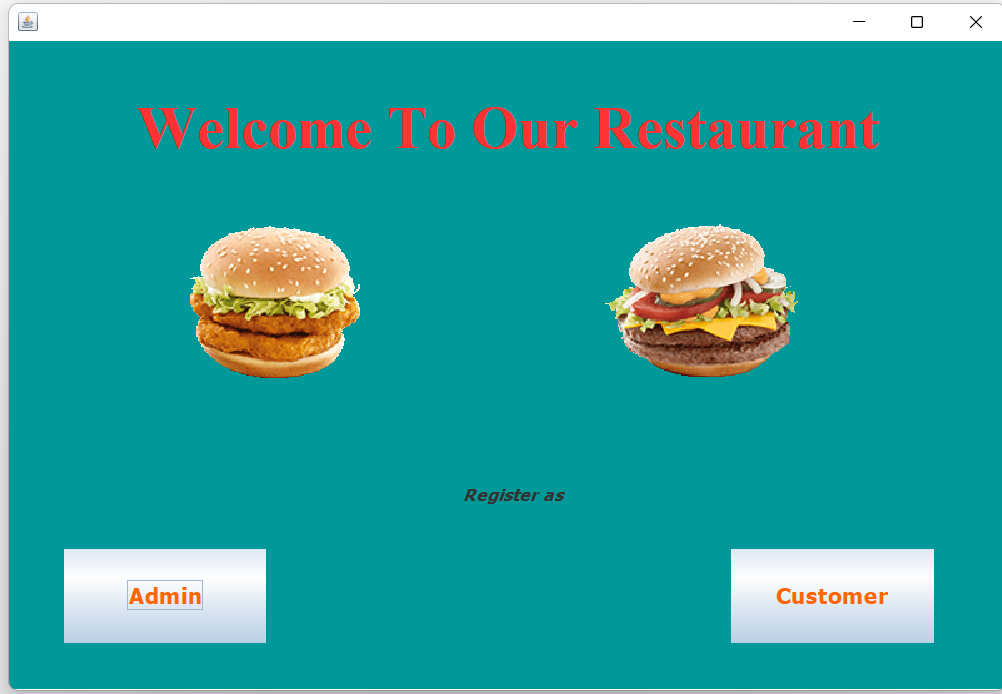 Welcome To Our Restaurant
Register as
Admin
Customer